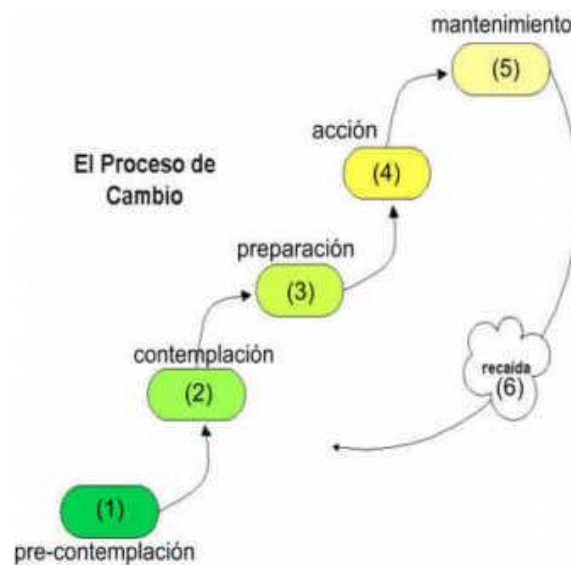 mantenimiento
(5)
acción
(4)
El Proceso de
Cambio
preparación
(3)
contemplación
(2)
recaída
(6)
(1)
pre-contemplación